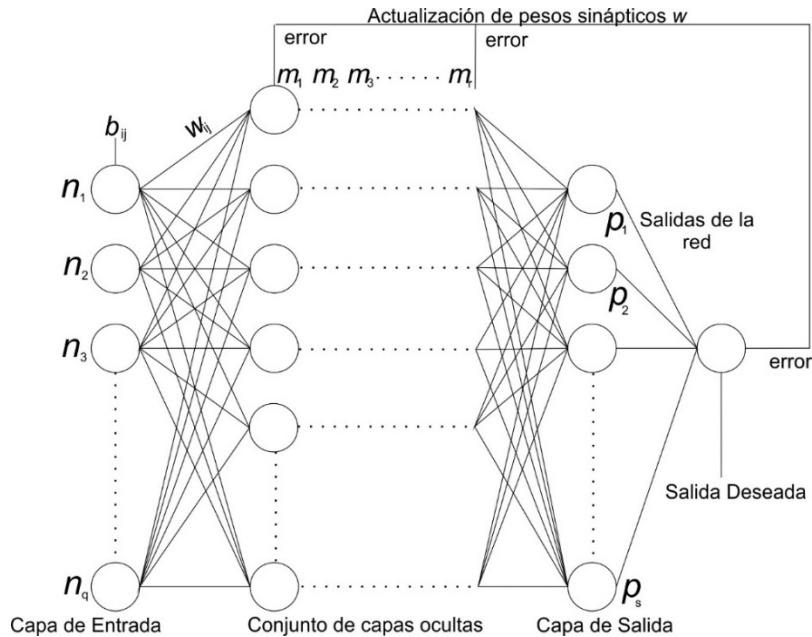 Actualización de pesos sinápticos w
error
error
m₁ m₂ m₃ ······ mᵣ
bᵢⱼ
wᵢⱼ
n₁
p₁
Salidas de la
red
n₂
p₂
n₃
error
Salida Deseada
n_q
pₛ
Capa de Entrada
Conjunto de capas ocultas
Capa de Salida